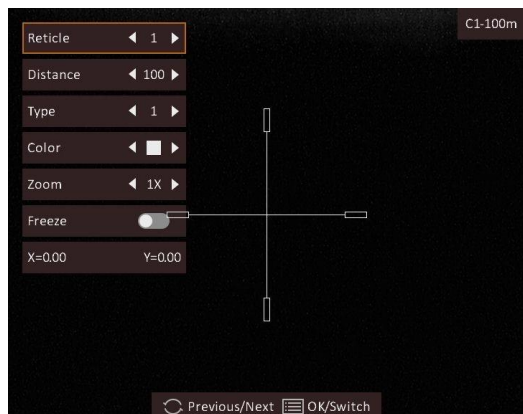 C1-100m
Reticle 1
Distance 100
Type 1
Color
Zoom 1X
Freeze
X=0.00 Y=0.00
Previous/Next OK/Switch